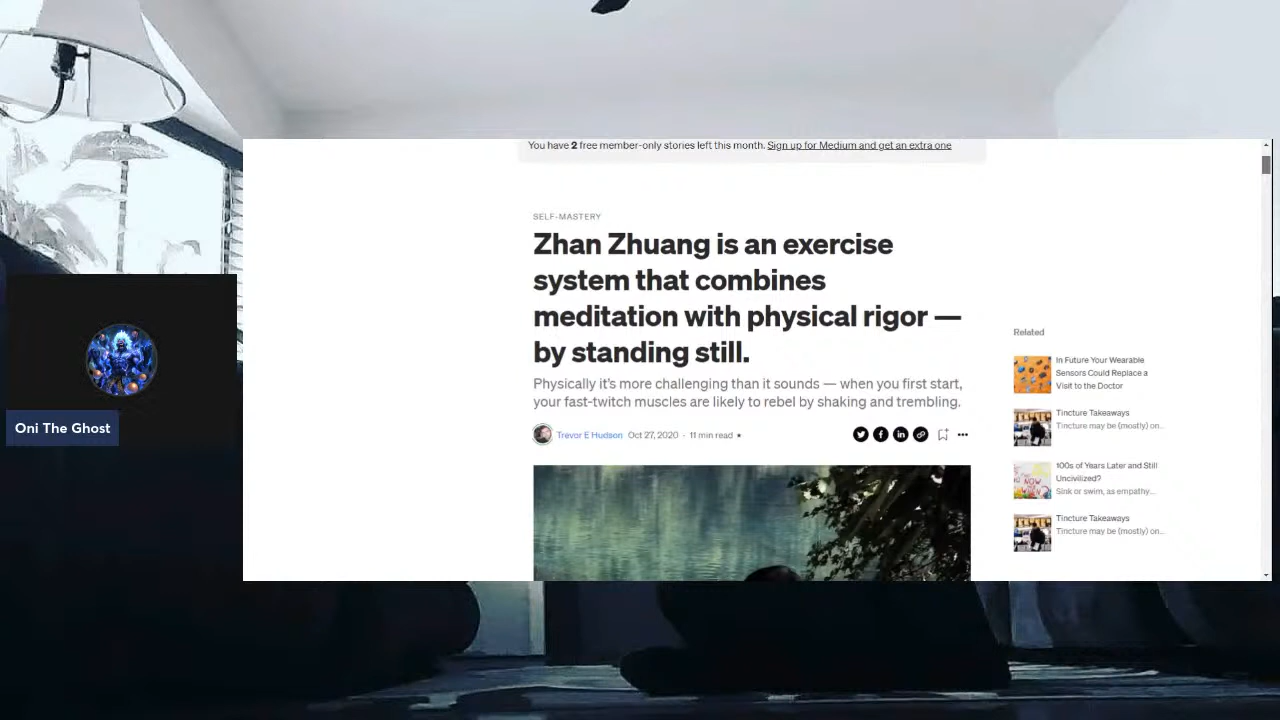 You have 2 free member-only stories left this month. Sign up for Medium and get an extra one
SELF-MASTERY
Zhan Zhuang is an exercise
system that combines
meditation with physical rigor —
by standing still.
Physically it's more challenging than it sounds — when you first start,
your fast-twitch muscles are likely to rebel by shaking and trembling.
Trevor E Hudson Oct 27, 2020 · 11 min read
Related
In Future Your Wearable
Sensors Could Replace a
Visit to the Doctor
Tincture Takeaways
Tincture may be (mostly) on...
100s of Years Later and Still
Uncivilized?
Sink or swim, as empathy...
Tincture Takeaways
Tincture may be (mostly) on...
Oni The Ghost